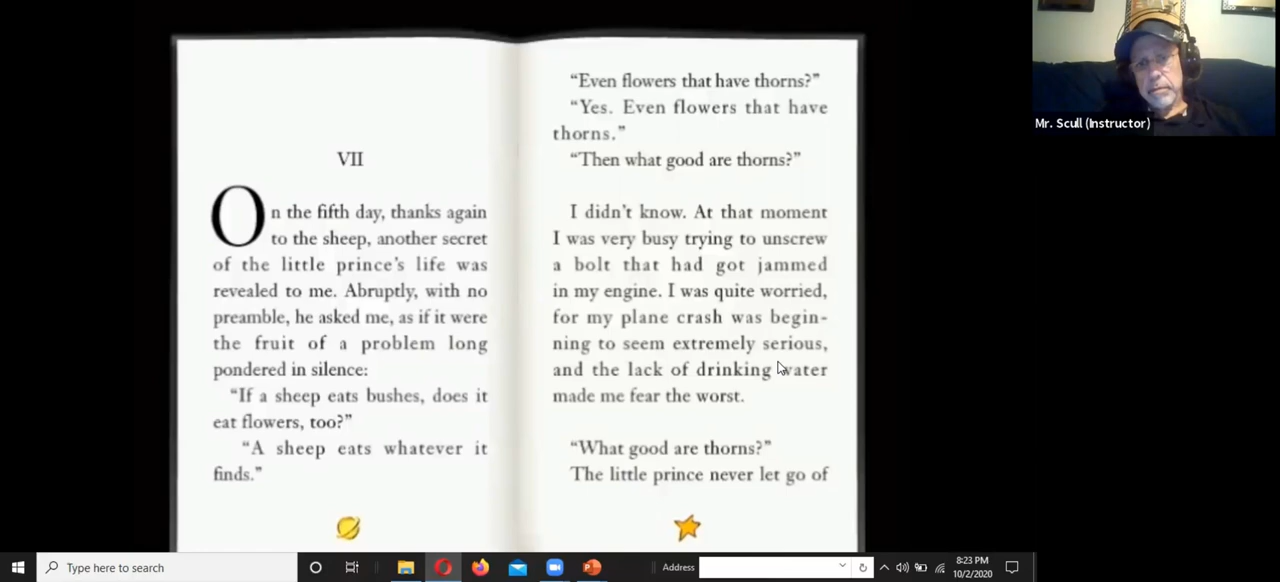 VII
On the fifth day, thanks again
to the sheep, another secret
of the little prince's life was
revealed to me. Abruptly, with no
preamble, he asked me, as if it were
the fruit of a problem long
pondered in silence:
“If a sheep eats bushes, does it
eat flowers, too?”
“A sheep eats whatever it
finds.”
“Even flowers that have thorns?”
“Yes. Even flowers that have
thorns.”
“Then what good are thorns?”
I didn't know. At that moment
I was very busy trying to unscrew
a bolt that had got jammed
in my engine. I was quite worried,
for my plane crash was begin-
ning to seem extremely serious,
and the lack of drinking water
made me fear the worst.
“What good are thorns?”
The little prince never let go of
Mr. Scull (Instructor)
Type here to search
Address
8:23 PM
10/2/2020